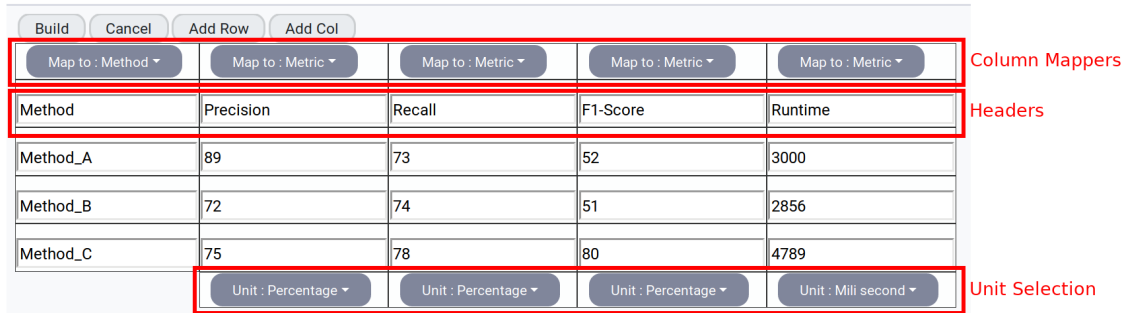 Build Cancel Add Row Add Col
Map to : Method Map to : Metric Map to : Metric Map to : Metric Map to : Metric Column Mappers
Method Precision Recall F1-Score Runtime Headers
Method_A 89 73 52 3000
Method_B 72 74 51 2856
Method_C 75 78 80 4789
Unit : Percentage Unit : Percentage Unit : Percentage Unit : Mili second Unit Selection